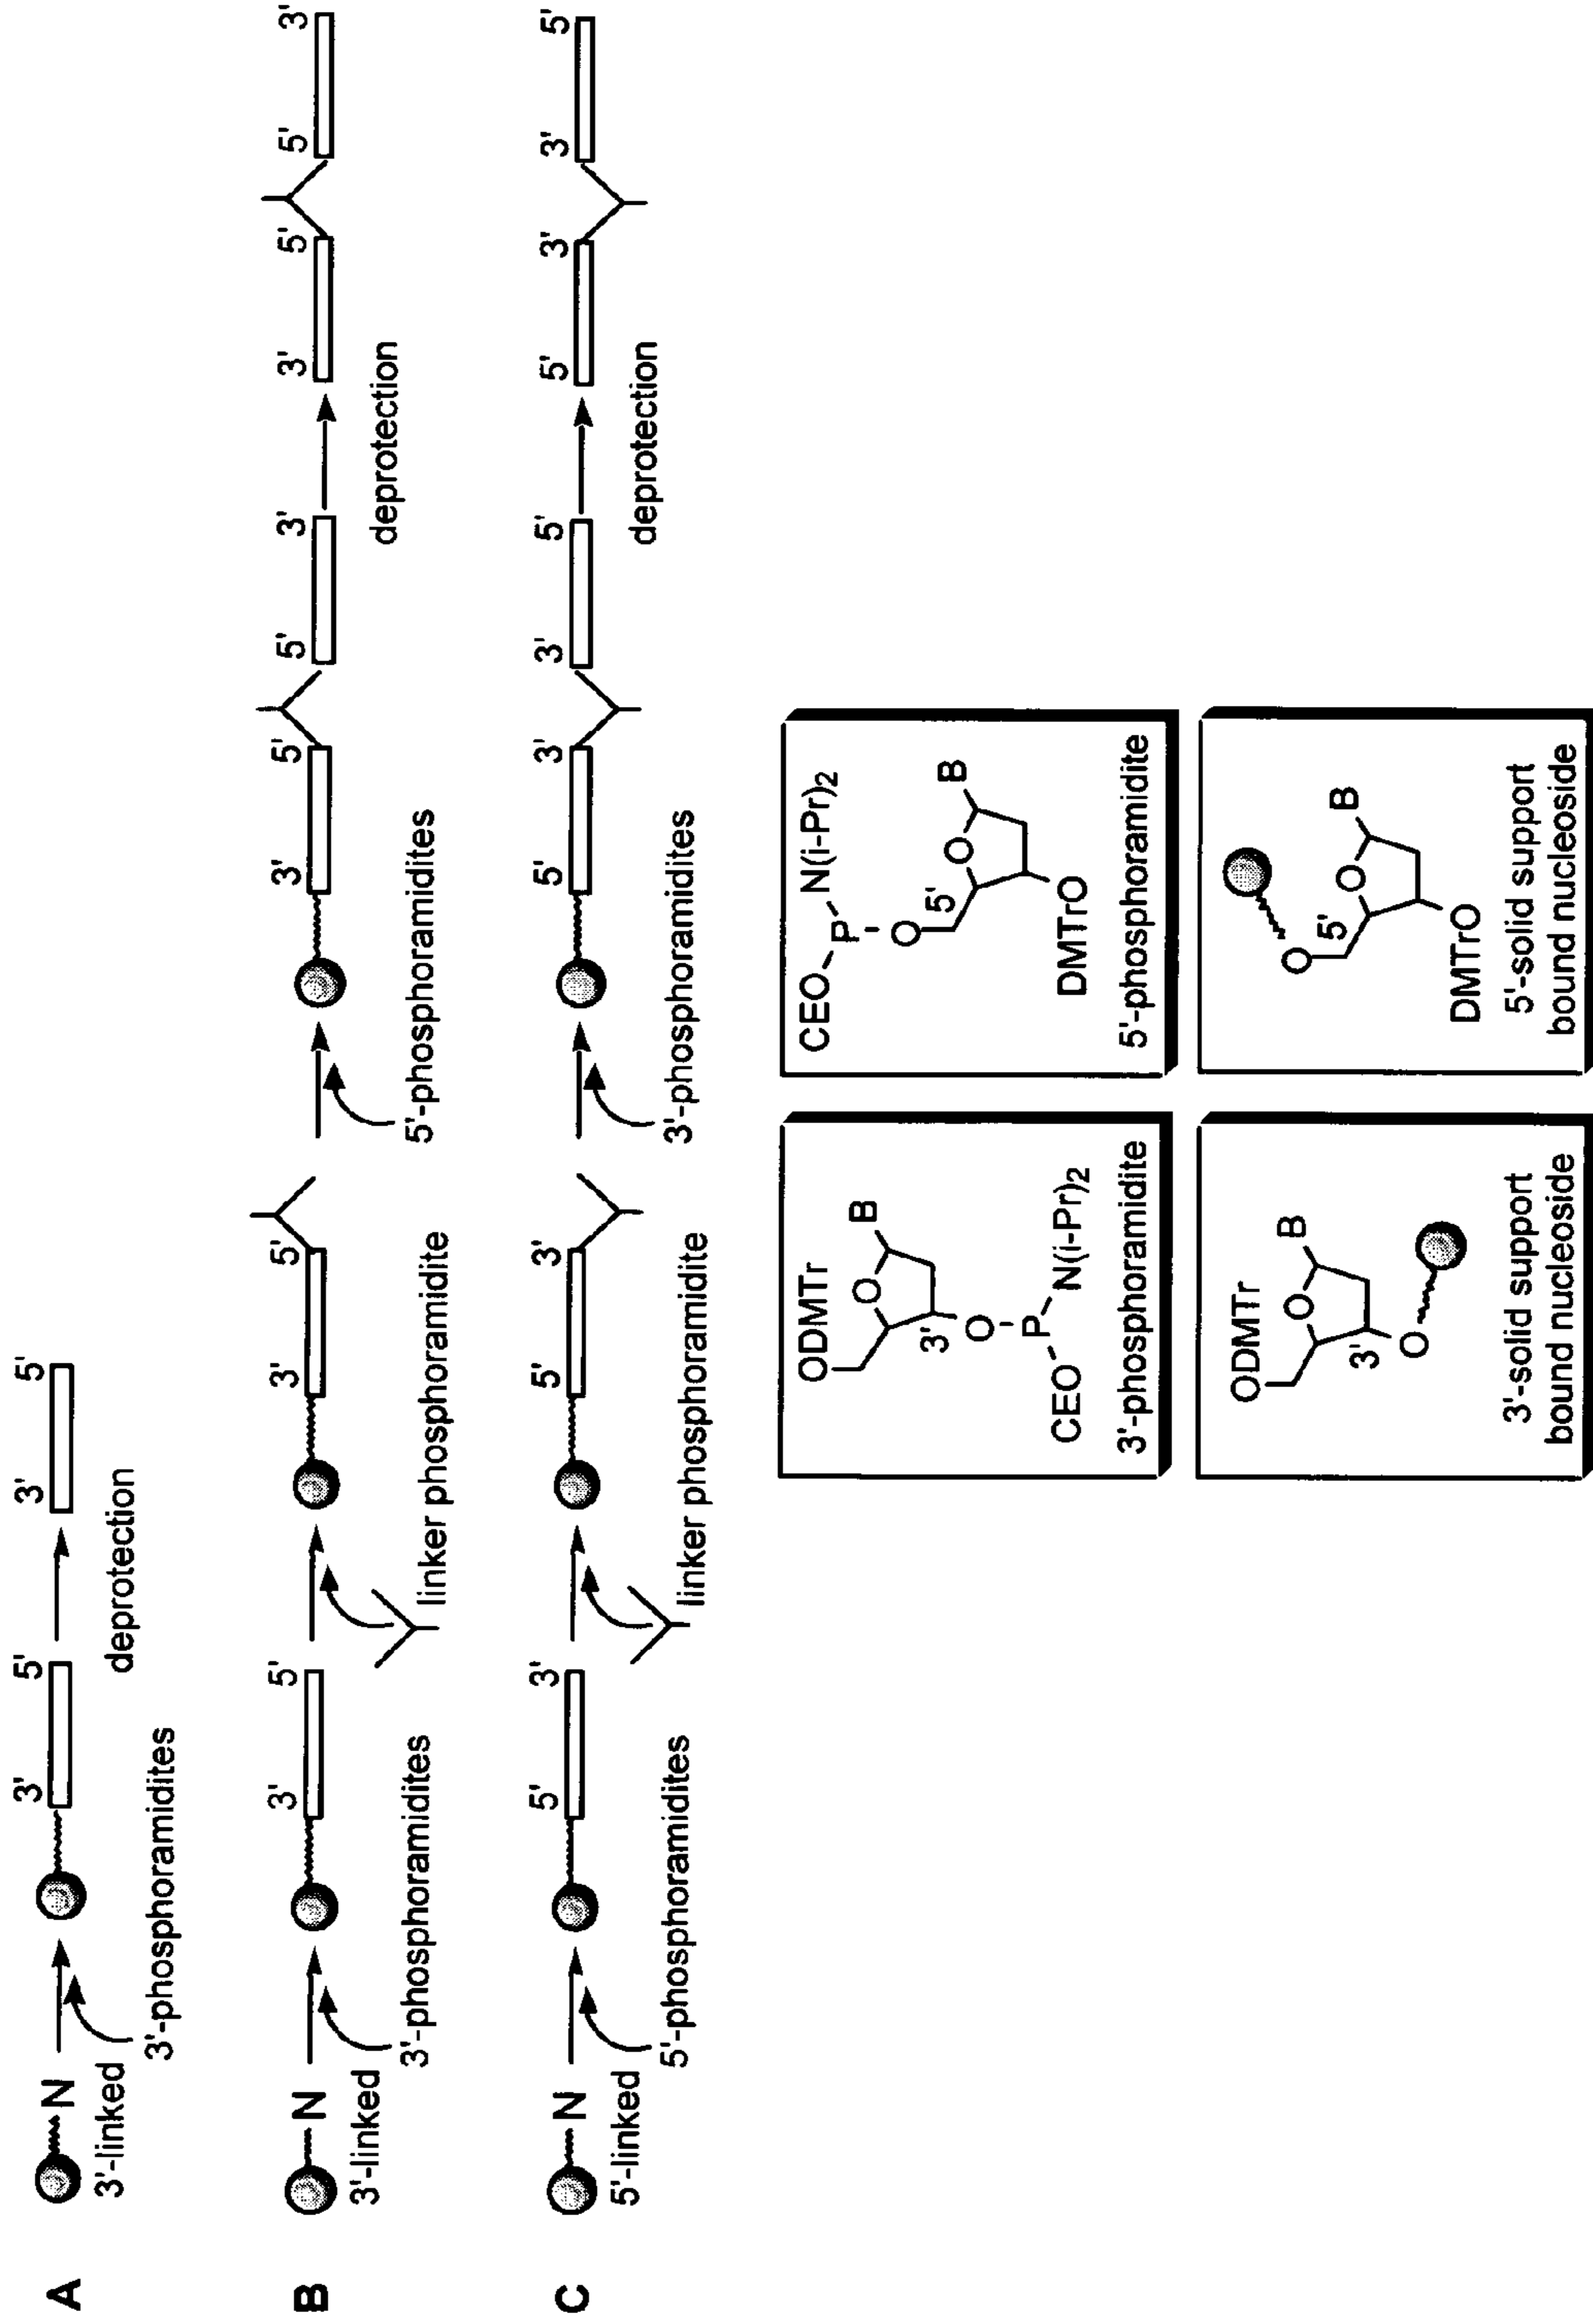 A
N
3'-linked
3'-phosphoramidites
3' 5'
deprotection
3' 5'
B
N
3'-linked
3'-phosphoramidites
3' 5'
linker phosphoramidite
3' 5'
5'-phosphoramidites
3' 5' 5' 3'
deprotection
3' 5' 5' 3'
C
N
5'-linked
5'-phosphoramidites
5' 3'
linker phosphoramidite
5' 3'
3'-phosphoramidites
5' 3' 3' 5'
deprotection
5' 3' 3' 5'
ODMTr
O B
3'
O
CEO P N(i-Pr)2
3'-phosphoramidite
CEO P N(i-Pr)2
O
5'
O B
DMTrO
5'-phosphoramidite
ODMTr
O B
3'
O
3'-solid support
bound nucleoside
O
5'
O B
DMTrO
5'-solid support
bound nucleoside